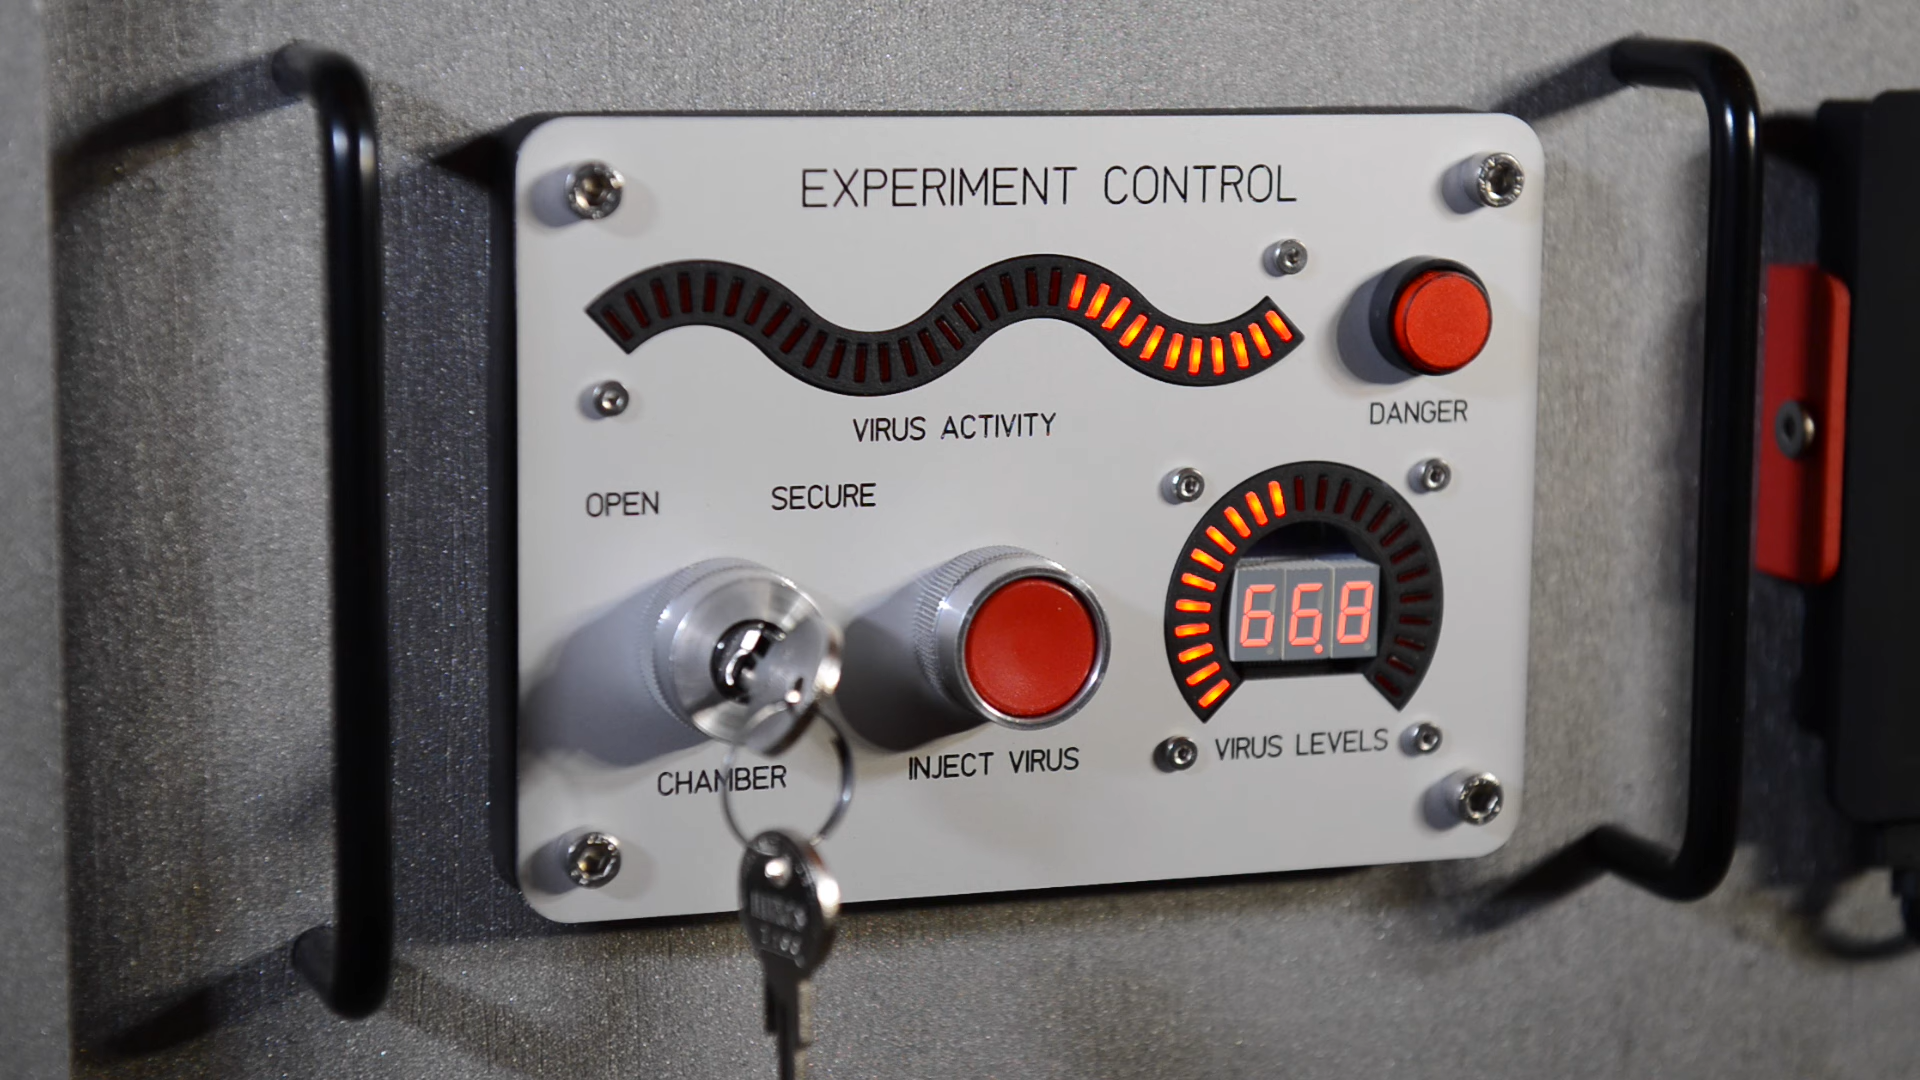 EXPERIMENT CONTROL
VIRUS ACTIVITY
DANGER
OPEN SECURE
66.8
CHAMBER
INJECT VIRUS
VIRUS LEVELS